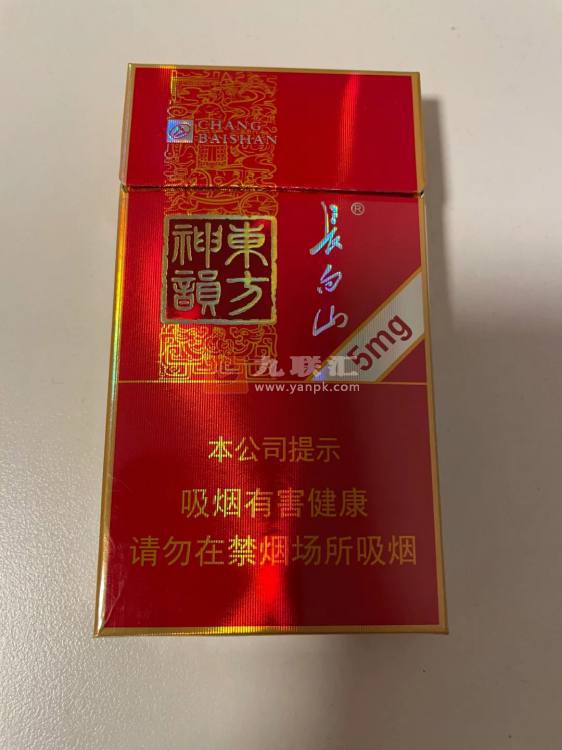 CHANG
BAISHAN
東方
神韻
長白山®
5mg
九联汇
www.yanpk.com
本公司提示
吸烟有害健康
请勿在禁烟场所吸烟